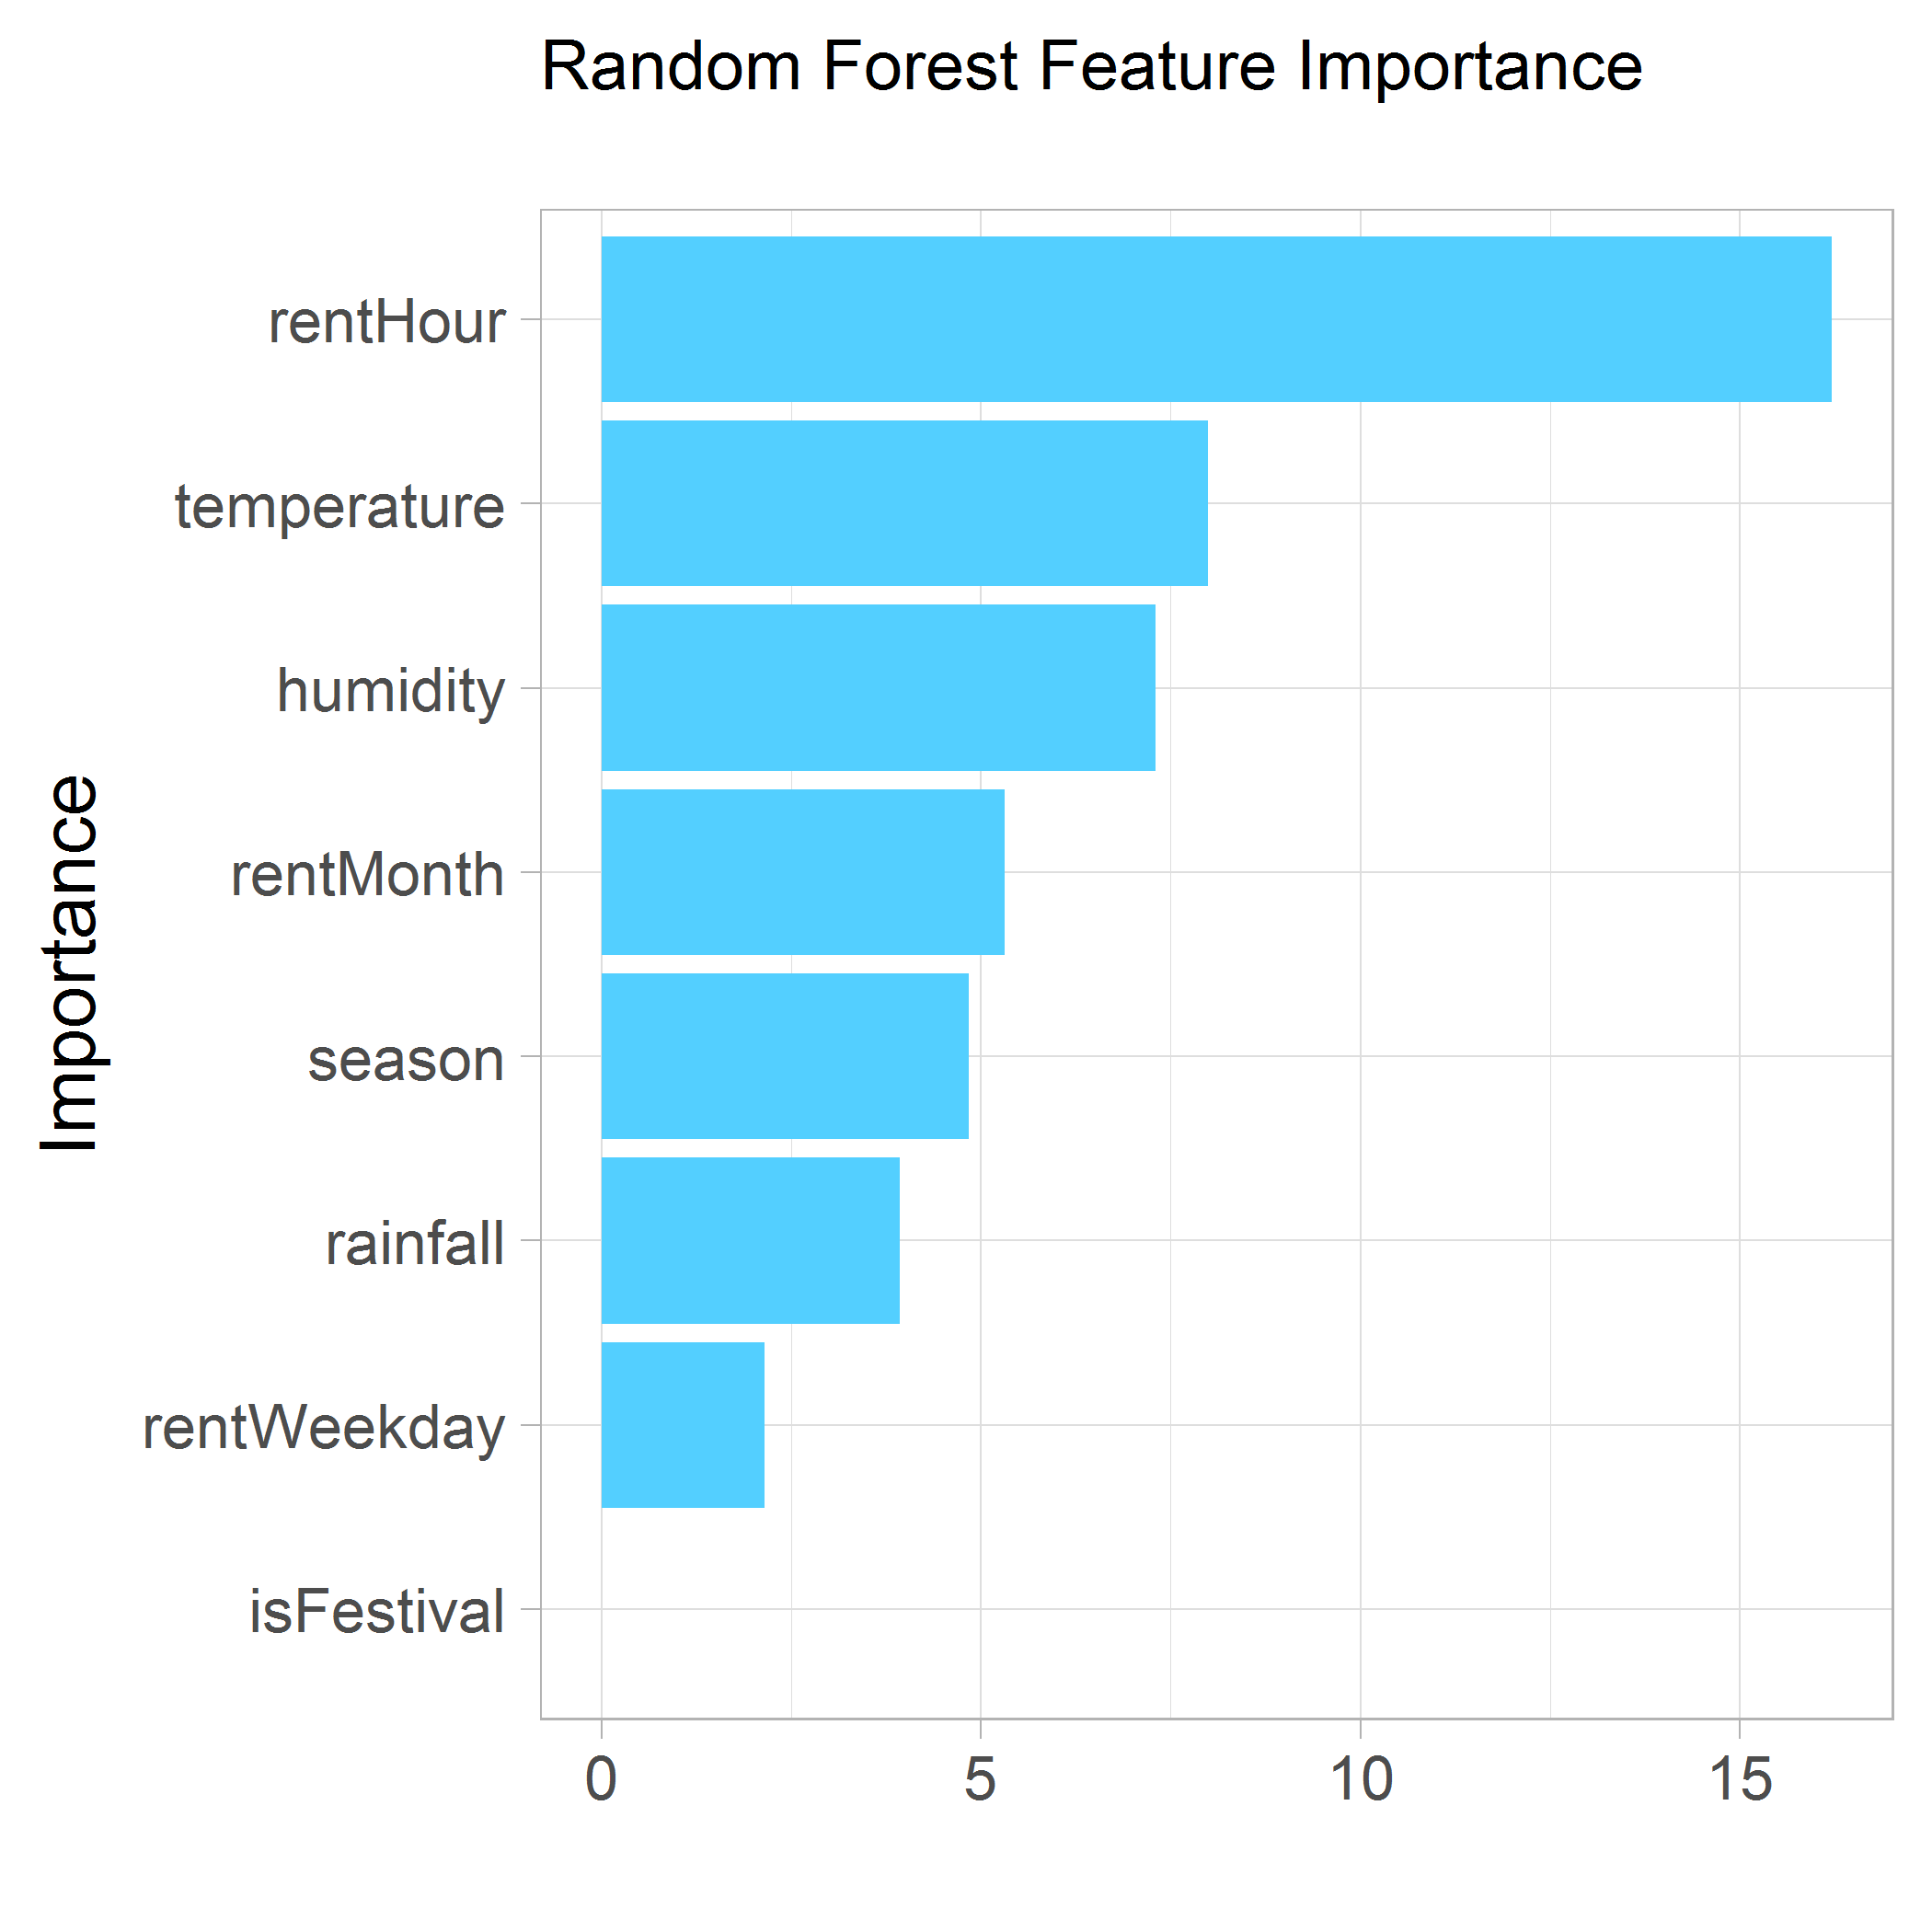 Random Forest Feature Importance
Importance
rentHour
temperature
humidity
rentMonth
season
rainfall
rentWeekday
isFestival
0 5 10 15